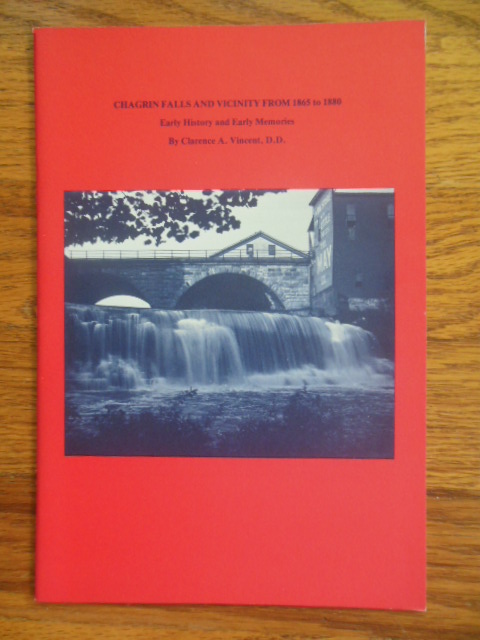 CHAGRIN FALLS AND VICINITY FROM 1865 to 1880
Early History and Early Memories
By Clarence A. Vincent, D.D.